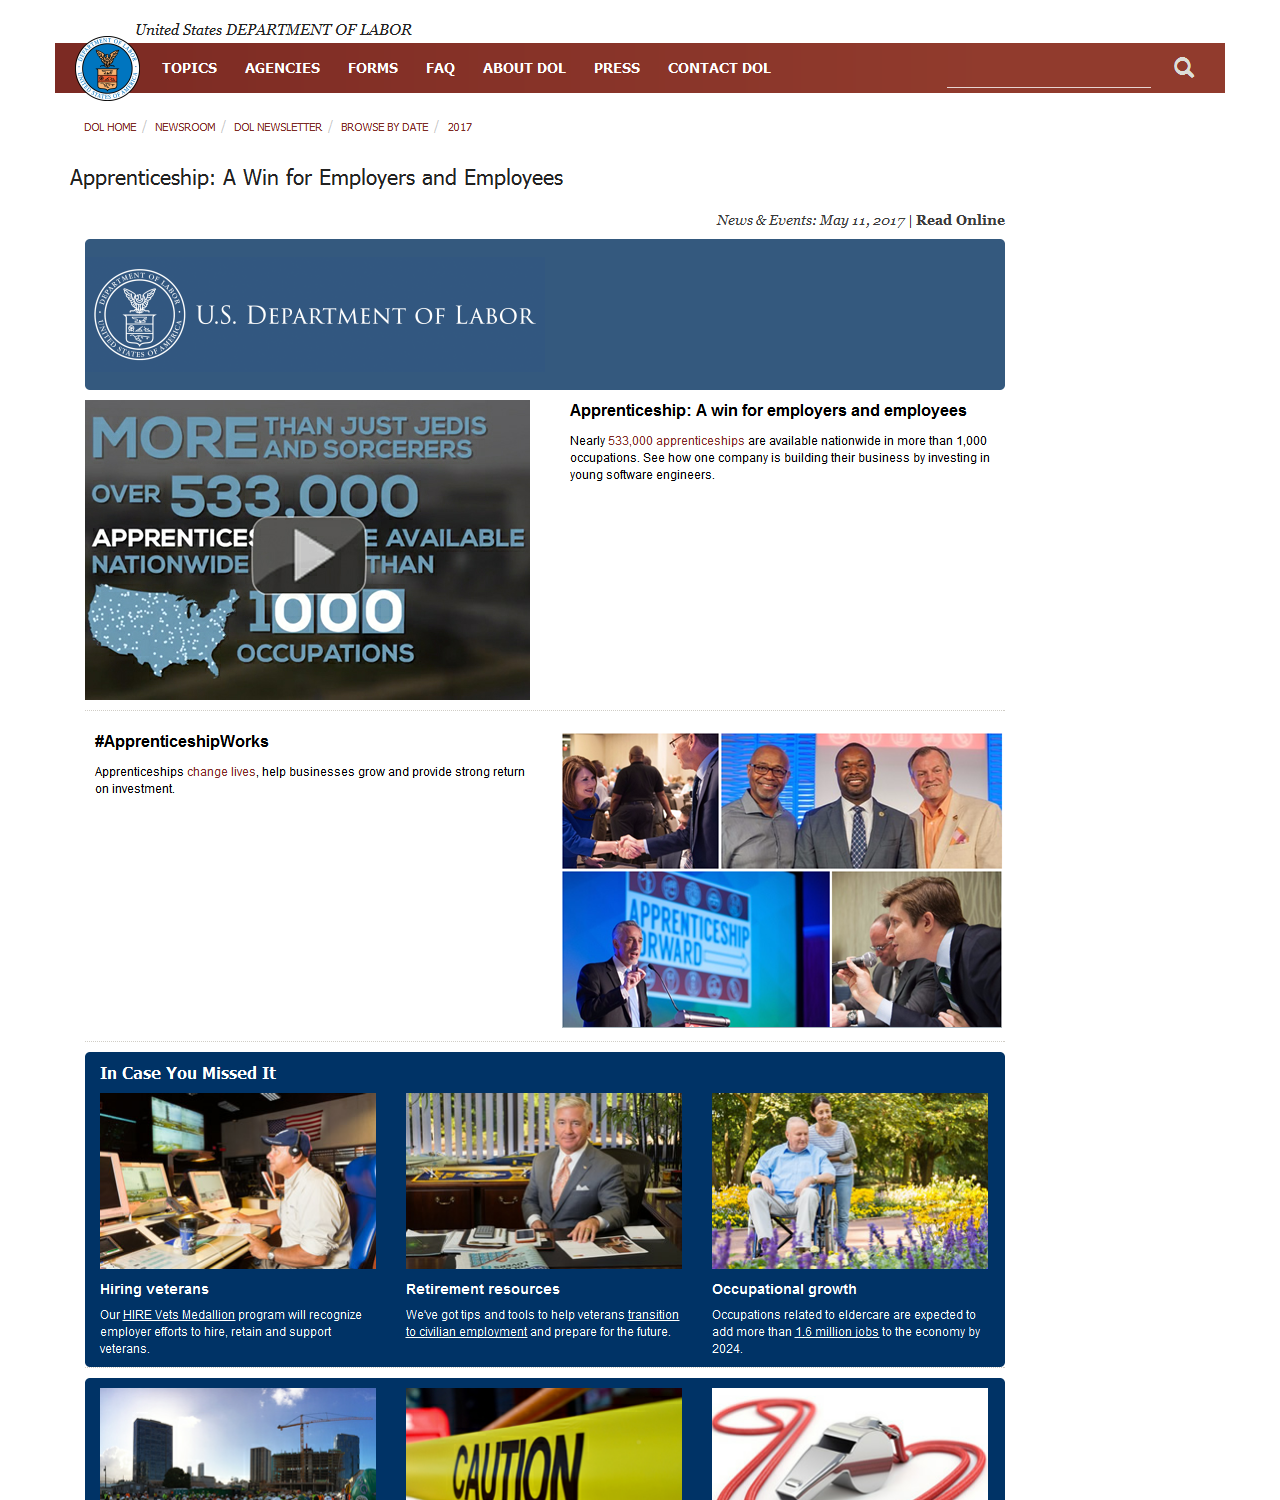 United States DEPARTMENT OF LABOR
TOPICS AGENCIES FORMS FAQ ABOUT DOL PRESS CONTACT DOL
DOL HOME / NEWSROOM / DOL NEWSLETTER / BROWSE BY DATE / 2017
Apprenticeship: A Win for Employers and Employees
News & Events: May 11, 2017 | Read Online
DEPARTMENT OF LABOR
UNITED STATES OF AMERICA
U.S. DEPARTMENT OF LABOR
MORE THAN JUST JEDIS
AND SORCERERS
OVER 533,000
AVAILABLE
NATIONWIDE THAN
1000
OCCUPATIONS
Apprenticeship: A win for employers and employees
Nearly 533,000 apprenticeships are available nationwide in more than 1,000
occupations. See how one company is building their business by investing in
young software engineers.
#ApprenticeshipWorks
Apprenticeships change lives, help businesses grow and provide strong return
on investment.
APPRENTICESHIP
FORWARD
In Case You Missed It
Hiring veterans
Our HIRE Vets Medallion program will recognize
employer efforts to hire, retain and support
veterans.
Retirement resources
We've got tips and tools to help veterans transition
to civilian employment and prepare for the future.
Occupational growth
Occupations related to eldercare are expected to
add more than 1.6 million jobs to the economy by
2024.
CAUTION